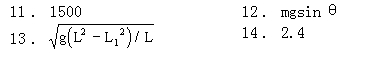 11. 1500 12. mgsin θ
13. √g(L² −L₁²)/ L 14. 2.4